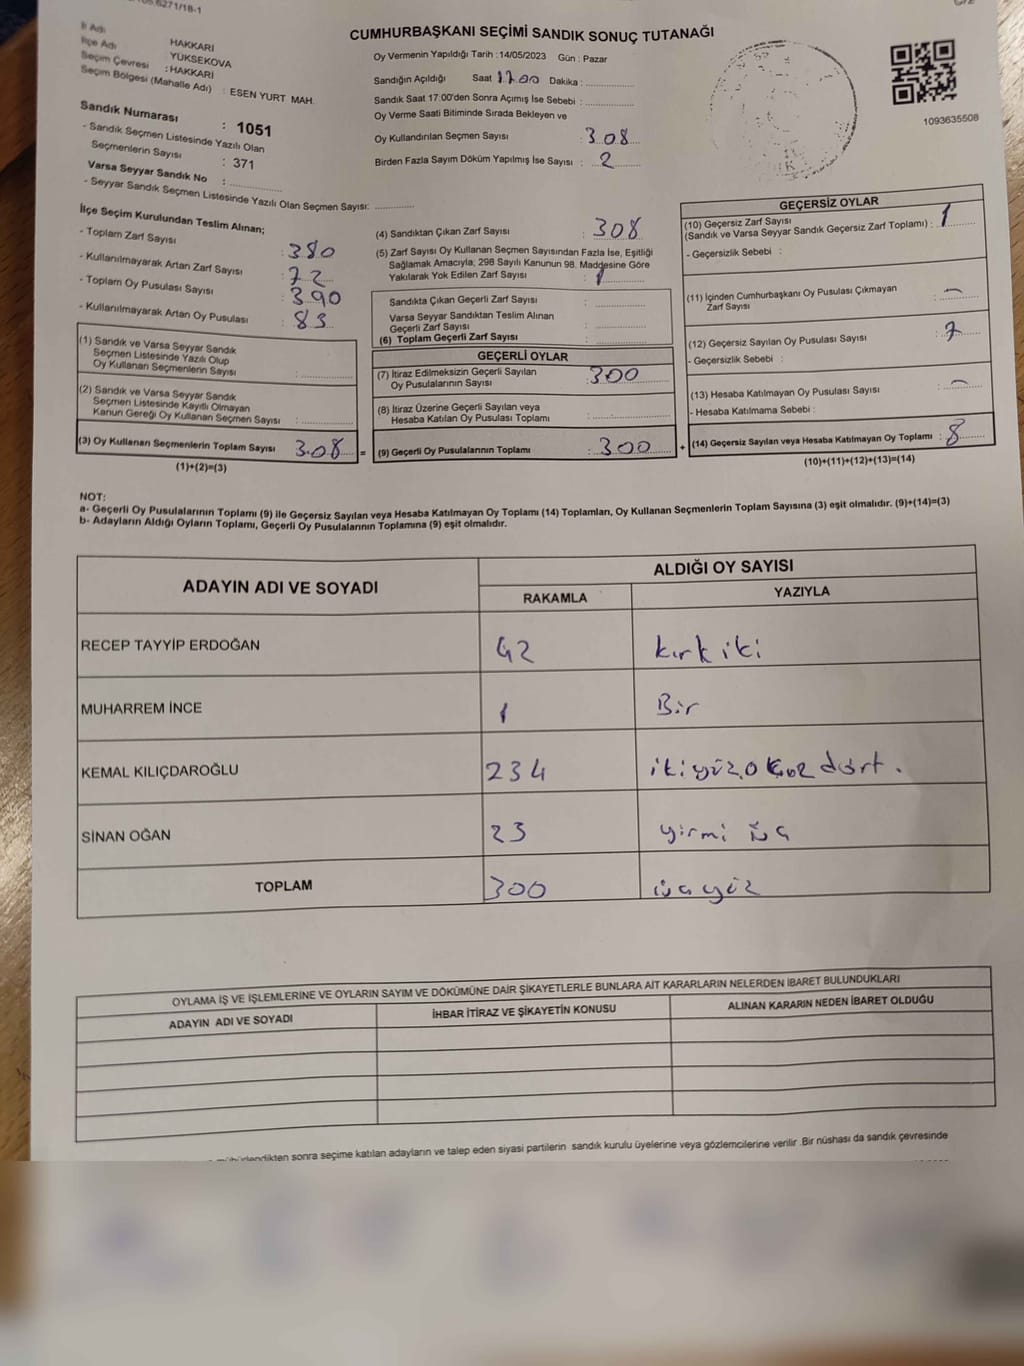 6271/18-1
CUMHURBAŞKANI SEÇİMİ SANDIK SONUÇ TUTANAĞI
İl Adı HAKKARİ
İlçe Adı YÜKSEKOVA
Seçim Çevresi : HAKKARİ
Seçim Bölgesi (Mahalle Adı) : ESEN YURT MAH.
Sandık Numarası : 1051
- Sandık Seçmen Listesinde Yazılı Olan
Seçmenlerin Sayısı : 371
Varsa Seyyar Sandık No :
- Seyyar Sandık Seçmen Listesinde Yazılı Olan Seçmen Sayısı:
Oy Vermenin Yapıldığı Tarih :14/05/2023 Gün : Pazar
Sandığın Açıldığı Saat 17.00 Dakika :
Sandık Saat 17:00'den Sonra Açımış İse Sebebi :
Oy Verme Saati Bitiminde Sırada Bekleyen ve
Oy Kullandırılan Seçmen Sayısı : 308
Birden Fazla Sayım Döküm Yapılmış İse Sayısı : 2
1093635508
İlçe Seçim Kurulundan Teslim Alınan;
- Toplam Zarf Sayısı : 380
- Kullanılmayarak Artan Zarf Sayısı : 72
- Toplam Oy Pusulası Sayısı : 390
- Kullanılmayarak Artan Oy Pusulası : 83
(1) Sandık ve Varsa Seyyar Sandık
Seçmen Listesinde Yazılı Olup
Oy Kullanan Seçmenlerin Sayısı :
(2) Sandık ve Varsa Seyyar Sandık
Seçmen Listesinde Kayıtlı Olmayan
Kanun Gereği Oy Kullanan Seçmen Sayısı :
(3) Oy Kullanan Seçmenlerin Toplam Sayısı 308 =
(1)+(2)=(3)
(4) Sandıktan Çıkan Zarf Sayısı : 308
(5) Zarf Sayısı Oy Kullanan Seçmen Sayısından Fazla İse, Eşitliği
Sağlamak Amacıyla; 298 Sayılı Kanunun 98. Maddesine Göre
Yakılarak Yok Edilen Zarf Sayısı : 1
Sandıkta Çıkan Geçerli Zarf Sayısı :
Varsa Seyyar Sandıktan Teslim Alınan
Geçerli Zarf Sayısı :
(6) Toplam Geçerli Zarf Sayısı :
GEÇERLİ OYLAR
(7) İtiraz Edilmeksizin Geçerli Sayılan
Oy Pusulalarının Sayısı : 300
(8) İtiraz Üzerine Geçerli Sayılan veya
Hesaba Katılan Oy Pusulası Toplamı :
(9) Geçerli Oy Pusulalarının Toplamı : 300 +
GEÇERSİZ OYLAR
(10) Geçersiz Zarf Sayısı
(Sandık ve Varsa Seyyar Sandık Geçersiz Zarf Toplamı) : 1
- Geçersizlik Sebebi :
(11) İçinden Cumhurbaşkanı Oy Pusulası Çıkmayan
Zarf Sayısı : -
(12) Geçersiz Sayılan Oy Pusulası Sayısı : 7
- Geçersizlik Sebebi :
(13) Hesaba Katılmayan Oy Pusulası Sayısı : -
- Hesaba Katılmama Sebebi :
(14) Geçersiz Sayılan veya Hesaba Katılmayan Oy Toplamı : 8
(10)+(11)+(12)+(13)=(14)
NOT:
a- Geçerli Oy Pusulalarının Toplamı (9) ile Geçersiz Sayılan veya Hesaba Katılmayan Oy Toplamı (14) Toplamları, Oy Kullanan Seçmenlerin Toplam Sayısına (3) eşit olmalıdır. (9)+(14)=(3)
b- Adayların Aldığı Oyların Toplamı, Geçerli Oy Pusulalarının Toplamına (9) eşit olmalıdır.
ADAYIN ADI VE SOYADI ALDIĞI OY SAYISI
RAKAMLA YAZIYLA
RECEP TAYYİP ERDOĞAN 42 kırk iki
MUHARREM İNCE 1 Bir
KEMAL KILIÇDAROĞLU 234 ikiyüz otuz dört.
SİNAN OĞAN 23 yirmi üç
TOPLAM 300 üçyüz
OYLAMA İŞ VE İŞLEMLERİNE VE OYLARIN SAYIM VE DÖKÜMÜNE DAİR ŞİKAYETLERLE BUNLARA AİT KARARLARIN NELERDEN İBARET BULUNDUKLARI
ADAYIN ADI VE SOYADI İHBAR İTİRAZ VE ŞİKAYETİN KONUSU ALINAN KARARIN NEDEN İBARET OLDUĞU
sonra seçime katılan adayların ve talep eden siyasi partilerin sandık kurulu üyelerine veya gözlemcilerine verilir .Bir nüshası da sandık çevresinde